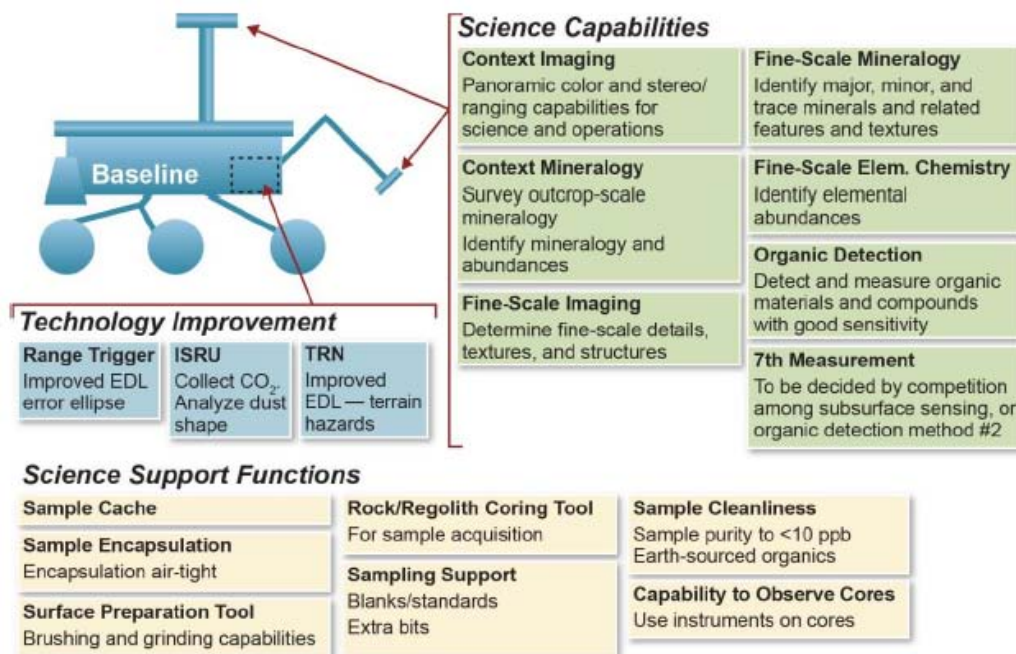 Science Capabilities
Context Imaging
Panoramic color and stereo/
ranging capabilities for
science and operations
Context Mineralogy
Survey outcrop-scale
mineralogy
Identify mineralogy and
abundances
Fine-Scale Imaging
Determine fine-scale details,
textures, and structures
Fine-Scale Mineralogy
Identify major, minor, and
trace minerals and related
features and textures
Fine-Scale Elem. Chemistry
Identify elemental
abundances
Organic Detection
Detect and measure organic
materials and compounds
with good sensitivity
7th Measurement
To be decided by competition
among subsurface sensing, or
organic detection method #2
Baseline
Technology Improvement
Range Trigger
Improved EDL
error ellipse
ISRU
Collect CO2.
Analyze dust
shape
TRN
Improved
EDL — terrain
hazards
Science Support Functions
Sample Cache
Sample Encapsulation
Encapsulation air-tight
Surface Preparation Tool
Brushing and grinding capabilities
Rock/Regolith Coring Tool
For sample acquisition
Sampling Support
Blanks/standards
Extra bits
Sample Cleanliness
Sample purity to <10 ppb
Earth-sourced organics
Capability to Observe Cores
Use instruments on cores